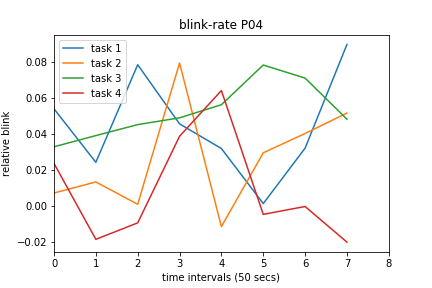 blink-rate P04
task 1
task 2
task 3
task 4
relative blink
0.08
0.06
0.04
0.02
0.00
−0.02
0 1 2 3 4 5 6 7 8
time intervals (50 secs)